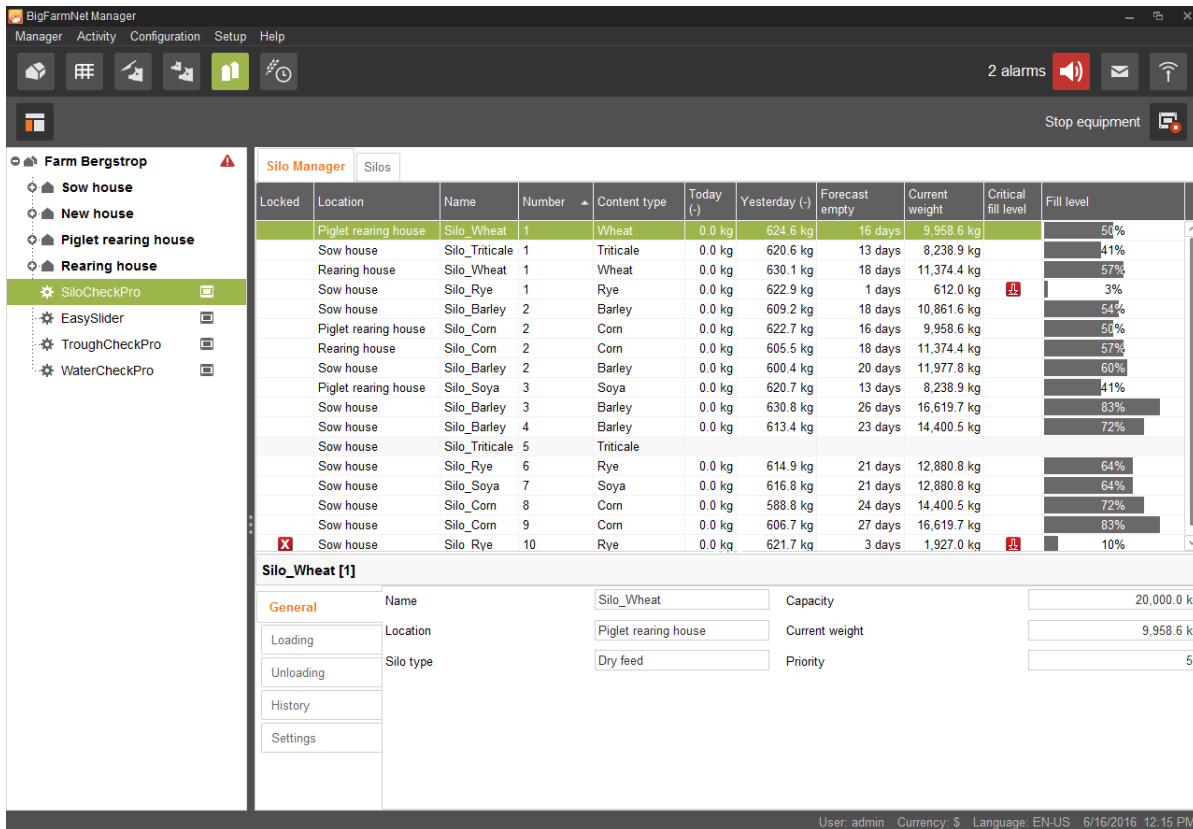 BigFarmNet Manager
Manager Activity Configuration Setup Help
2 alarms
Stop equipment
Farm Bergstrop
Sow house
New house
Piglet rearing house
Rearing house
SiloCheckPro
EasySlider
TroughCheckPro
WaterCheckPro
Silo Manager Silos
Locked Location Name Number Content type Today (-) Yesterday (-) Forecast empty Current weight Critical fill level Fill level
Piglet rearing house Silo_Wheat 1 Wheat 0.0 kg 624.6 kg 16 days 9,958.6 kg 50%
Sow house Silo_Triticale 1 Triticale 0.0 kg 620.6 kg 13 days 8,238.9 kg 41%
Rearing house Silo_Wheat 1 Wheat 0.0 kg 630.1 kg 18 days 11,374.4 kg 57%
Sow house Silo_Rye 1 Rye 0.0 kg 622.9 kg 1 days 612.0 kg 3%
Sow house Silo_Barley 2 Barley 0.0 kg 609.2 kg 18 days 10,861.6 kg 54%
Piglet rearing house Silo_Corn 2 Corn 0.0 kg 622.7 kg 16 days 9,958.6 kg 50%
Rearing house Silo_Corn 2 Corn 0.0 kg 605.5 kg 18 days 11,374.4 kg 57%
Sow house Silo_Barley 2 Barley 0.0 kg 600.4 kg 20 days 11,977.8 kg 60%
Piglet rearing house Silo_Soya 3 Soya 0.0 kg 620.7 kg 13 days 8,238.9 kg 41%
Sow house Silo_Barley 3 Barley 0.0 kg 630.8 kg 26 days 16,619.7 kg 83%
Sow house Silo_Barley 4 Barley 0.0 kg 613.4 kg 23 days 14,400.5 kg 72%
Sow house Silo_Triticale 5 Triticale
Sow house Silo_Rye 6 Rye 0.0 kg 614.9 kg 21 days 12,880.8 kg 64%
Sow house Silo_Soya 7 Soya 0.0 kg 616.8 kg 21 days 12,880.8 kg 64%
Sow house Silo_Corn 8 Corn 0.0 kg 588.8 kg 24 days 14,400.5 kg 72%
Sow house Silo_Corn 9 Corn 0.0 kg 606.7 kg 27 days 16,619.7 kg 83%
X Sow house Silo_Rye 10 Rye 0.0 kg 621.7 kg 3 days 1,927.0 kg 10%
Silo_Wheat [1]
General
Loading
Unloading
History
Settings
Name Silo_Wheat Capacity 20,000.0 k
Location Piglet rearing house Current weight 9,958.6 k
Silo type Dry feed Priority 5
User: admin Currency: $ Language: EN-US 6/16/2016 12:15 PM